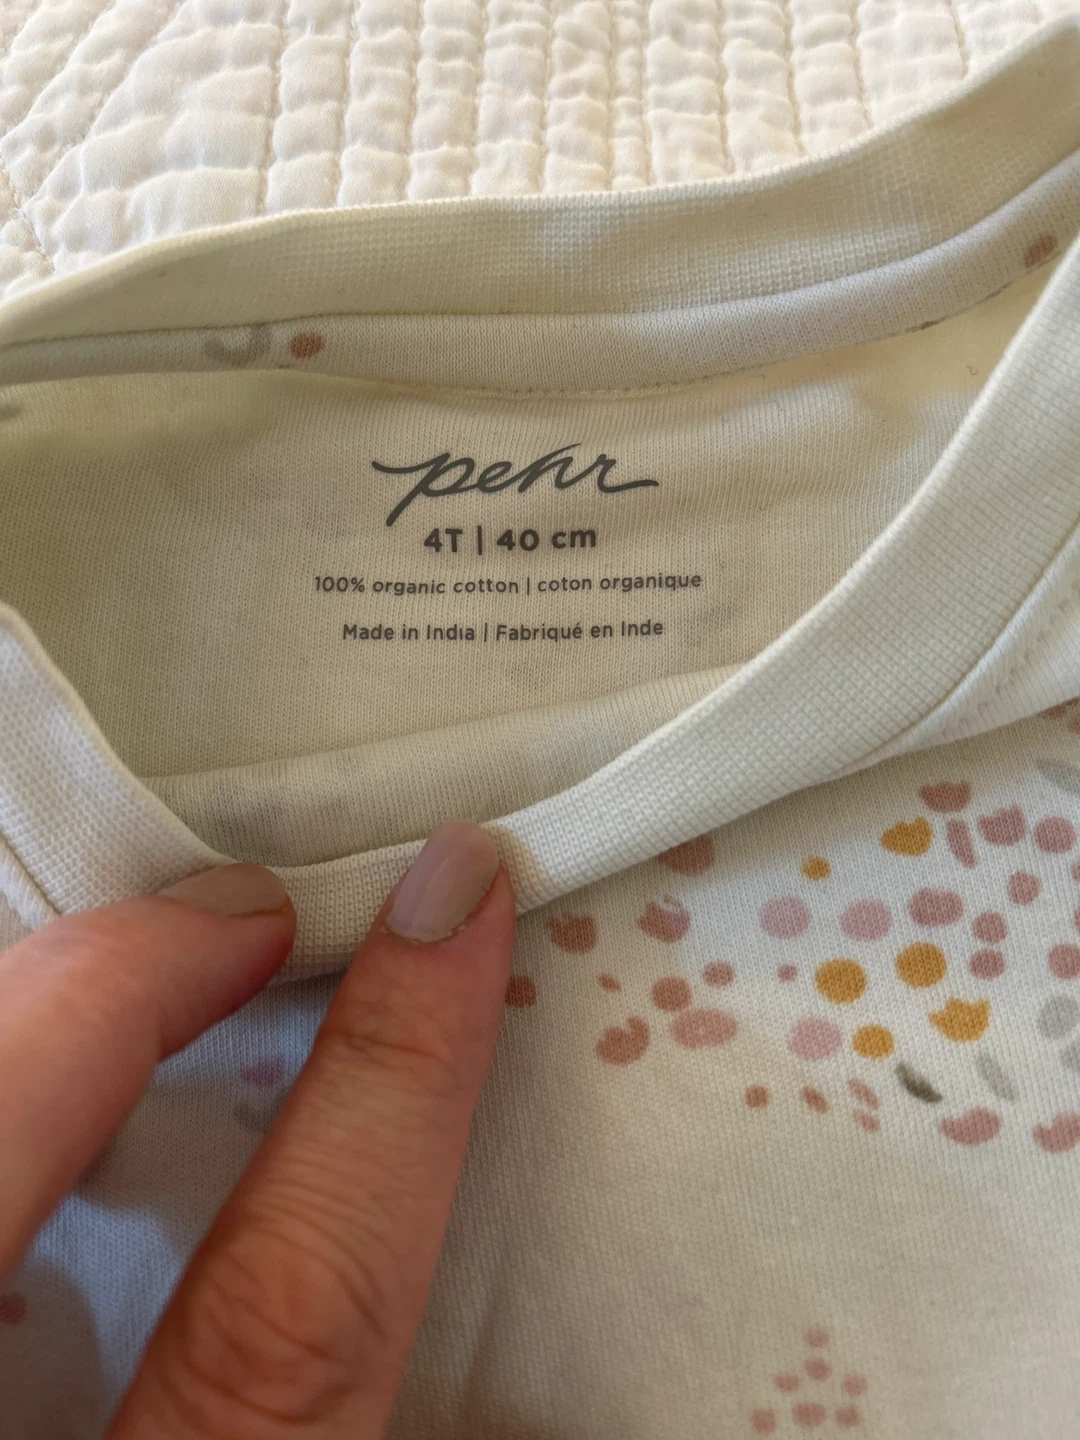 pehr
4T | 40 cm
100% organic cotton | coton organique
Made in India | Fabriqué en Inde